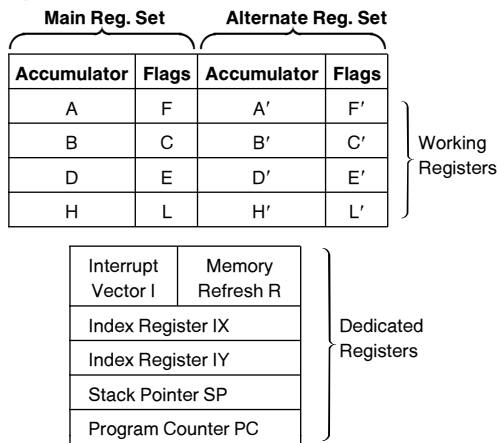 Main Reg. Set Alternate Reg. Set
Accumulator Flags Accumulator Flags
A F A′ F′
B C B′ C′
D E D′ E′
H L H′ L′
Working
Registers
Interrupt
Vector I
Memory
Refresh R
Index Register IX
Index Register IY
Stack Pointer SP
Program Counter PC
Dedicated
Registers